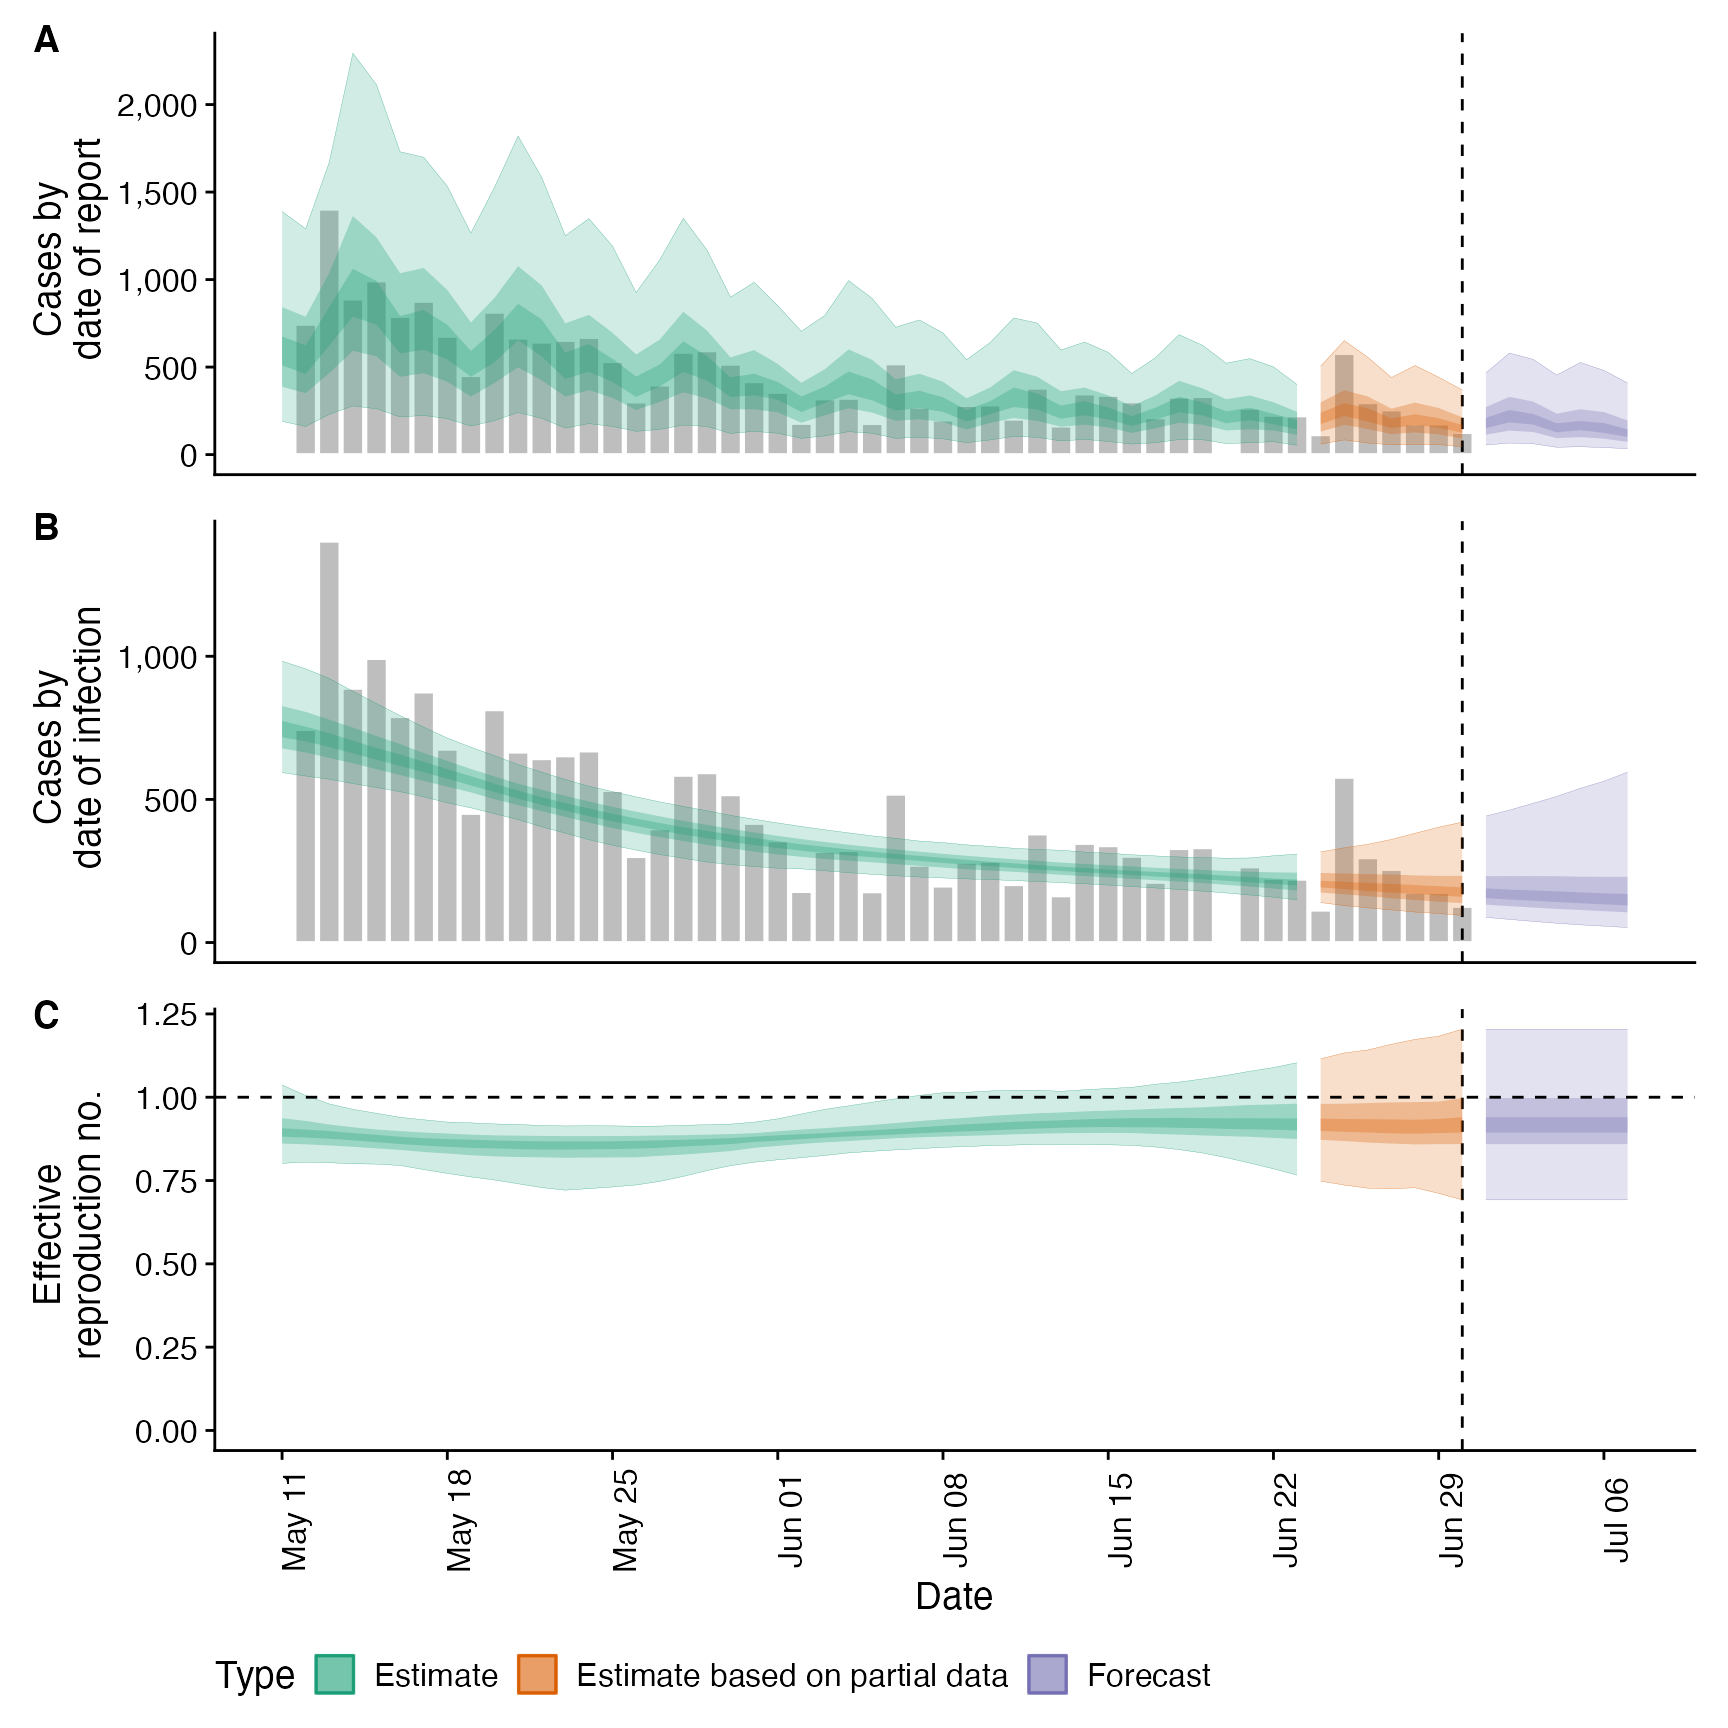 A
Cases by
date of report
2,000
1,500
1,000
500
0
B
Cases by
date of infection
1,000
500
0
C
Effective
reproduction no.
1.25
1.00
0.75
0.50
0.25
0.00
May 11
May 18
May 25
Jun 01
Jun 08
Jun 15
Jun 22
Jun 29
Jul 06
Date
Type Estimate Estimate based on partial data Forecast